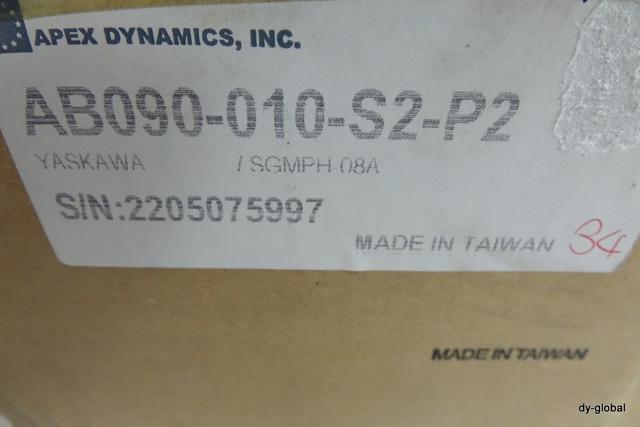 APEX DYNAMICS, INC.
AB090-010-S2-P2
YASKAWA / SGMPH-08A
S/N:2205075997
MADE IN TAIWAN 34
MADE IN TAIWAN
dy-global